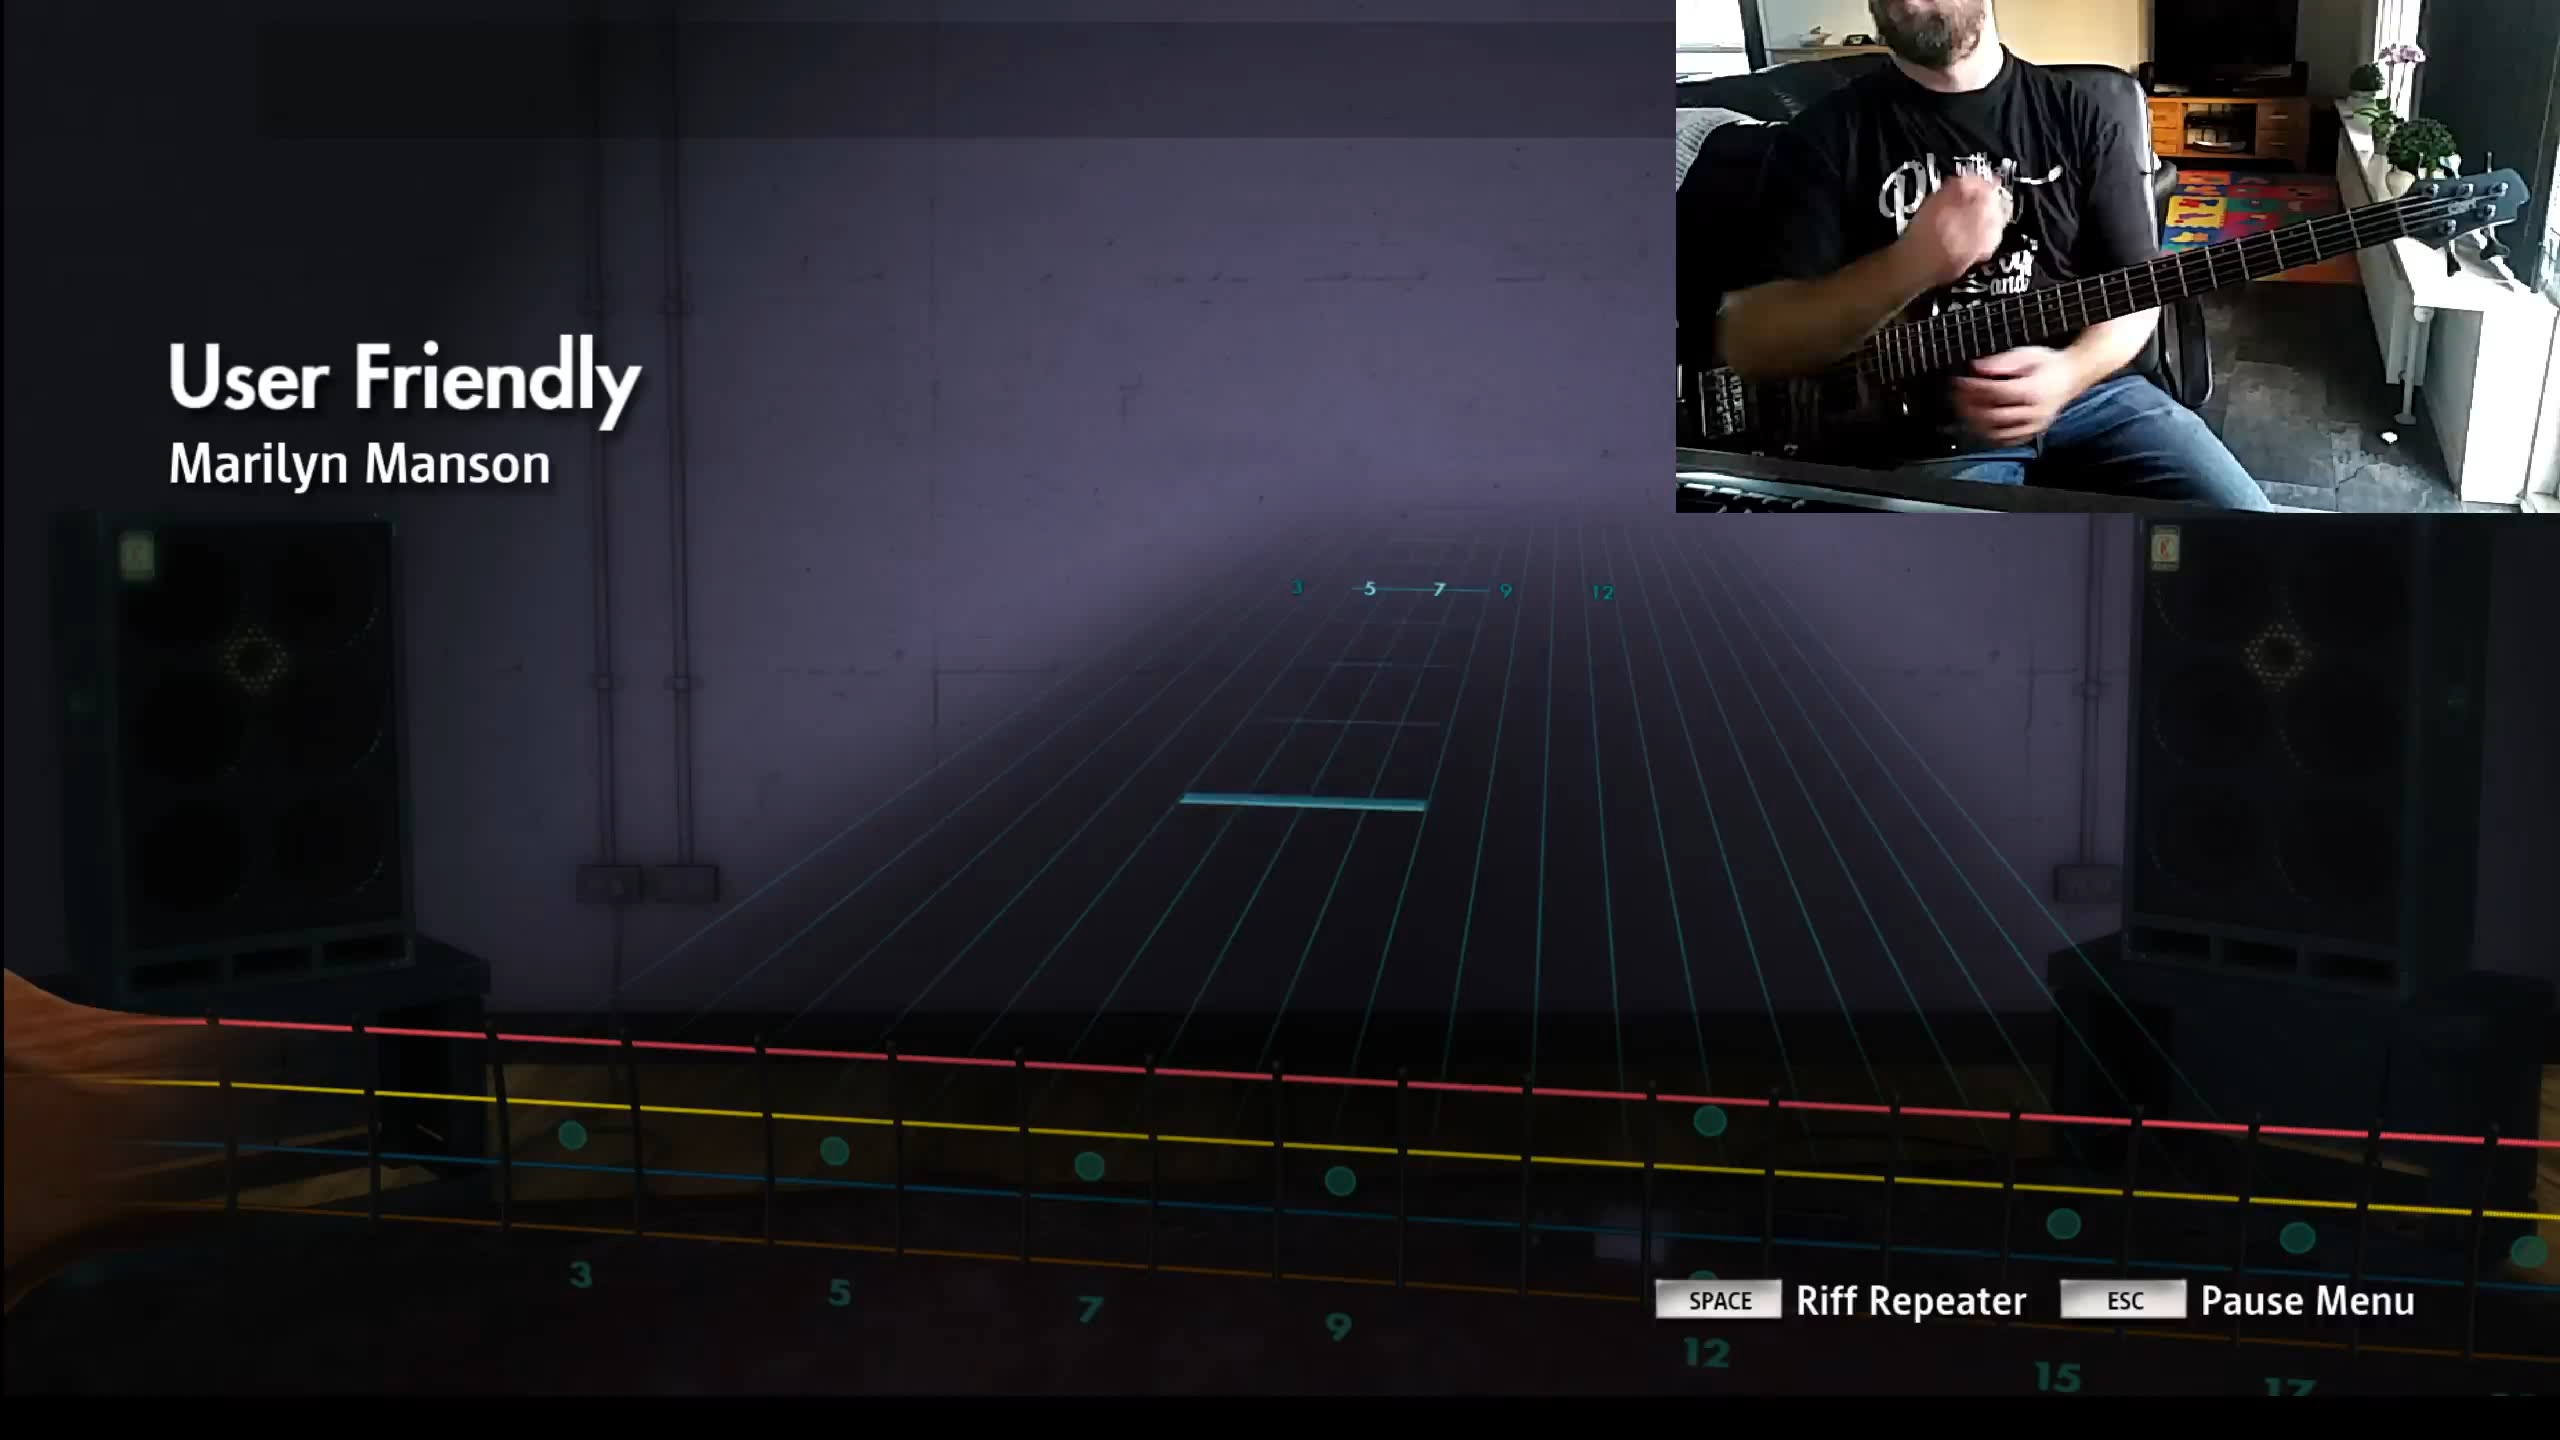 User Friendly
Marilyn Manson
3 5 7 9 12
3 5 7 9 12 15 17
SPACE Riff Repeater ESC Pause Menu